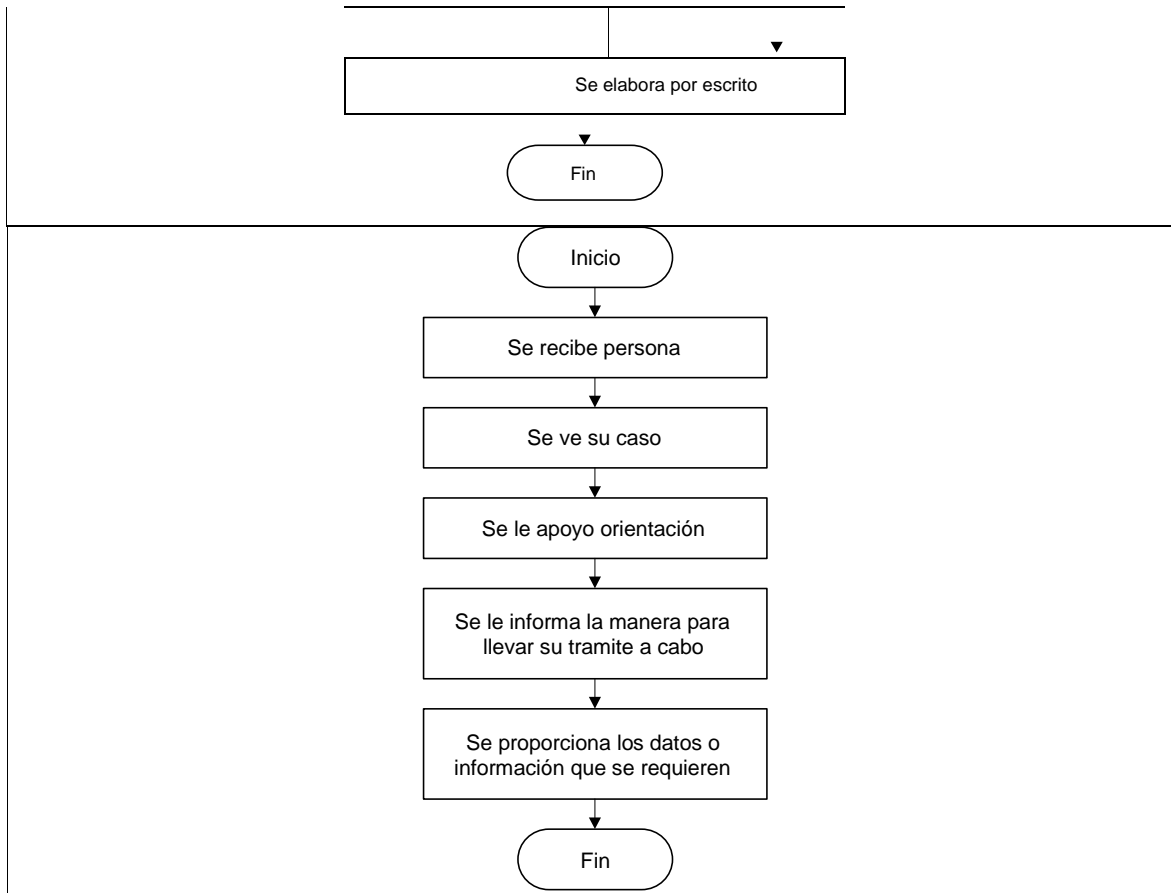 Se elabora por escrito
Fin
Inicio
Se recibe persona
Se ve su caso
Se le apoyo orientación
Se le informa la manera para
llevar su tramite a cabo
Se proporciona los datos o
información que se requieren
Fin